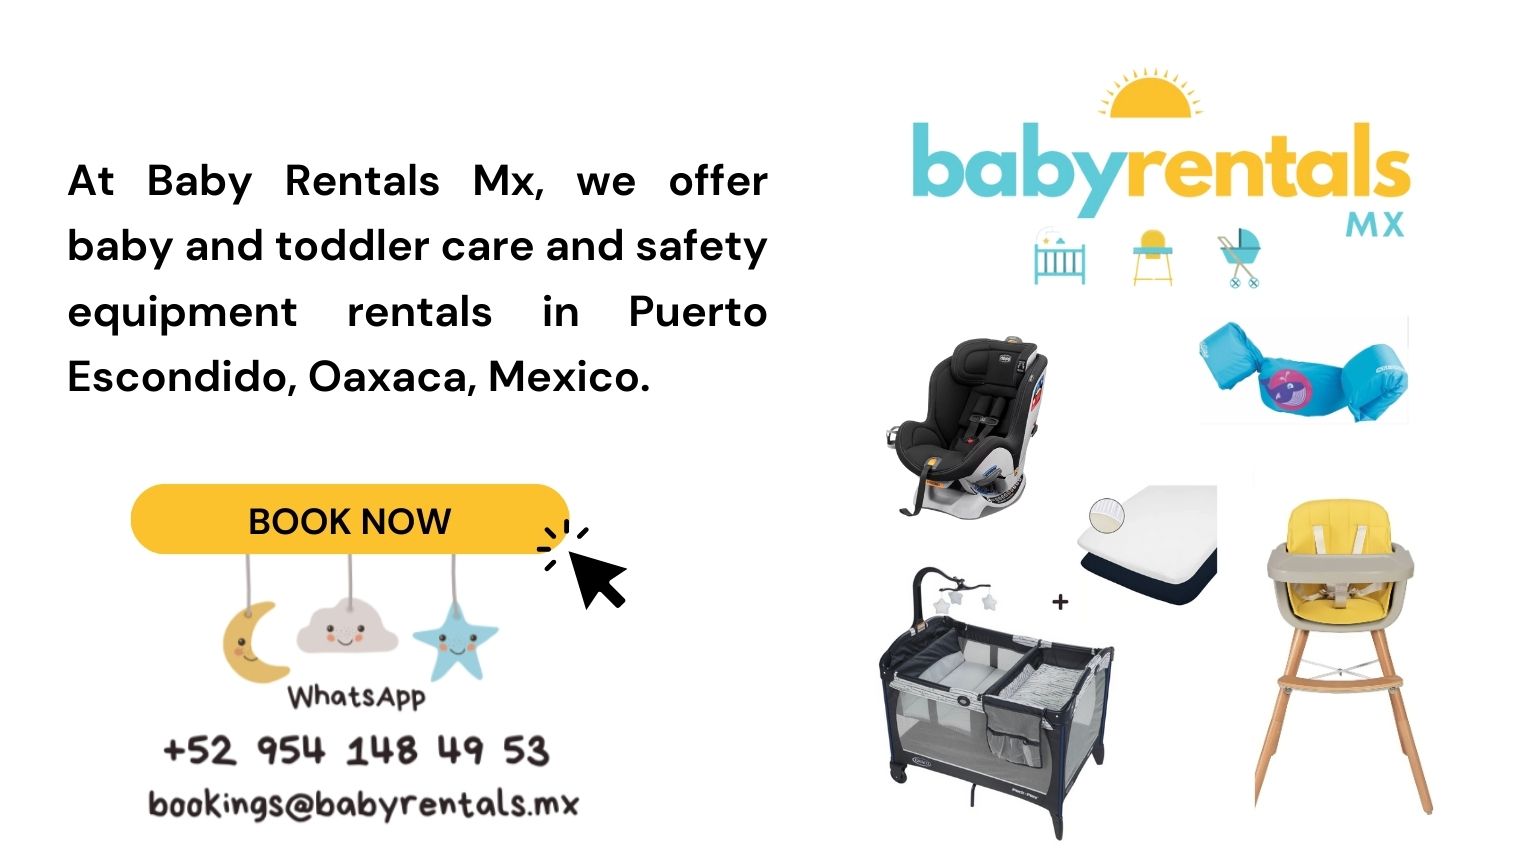 At Baby Rentals Mx, we offer
baby and toddler care and safety
equipment rentals in Puerto
Escondido, Oaxaca, Mexico.
BOOK NOW
WhatsApp
+52 954 148 49 53
bookings@babyrentals.mx
babyrentals
MX